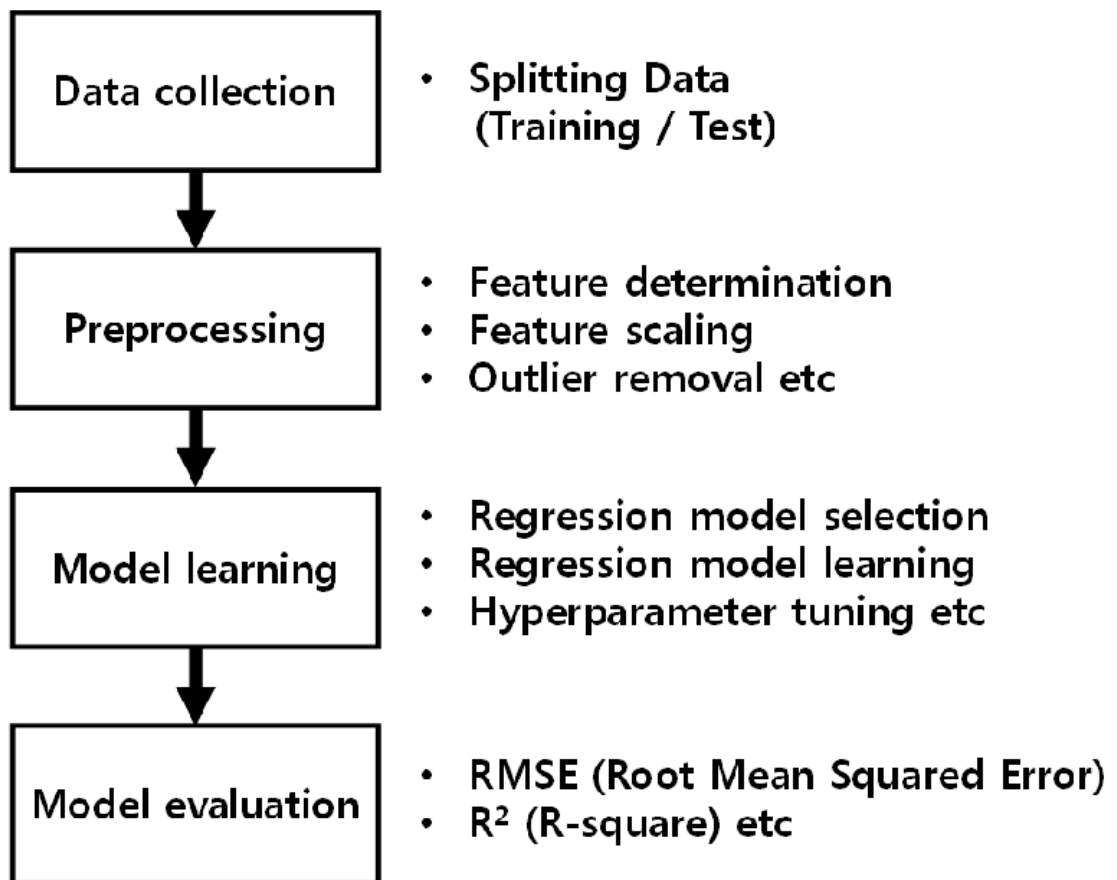 Data collection
• Splitting Data
(Training / Test)
Preprocessing
• Feature determination
• Feature scaling
• Outlier removal etc
Model learning
• Regression model selection
• Regression model learning
• Hyperparameter tuning etc
Model evaluation
• RMSE (Root Mean Squared Error)
• R² (R-square) etc